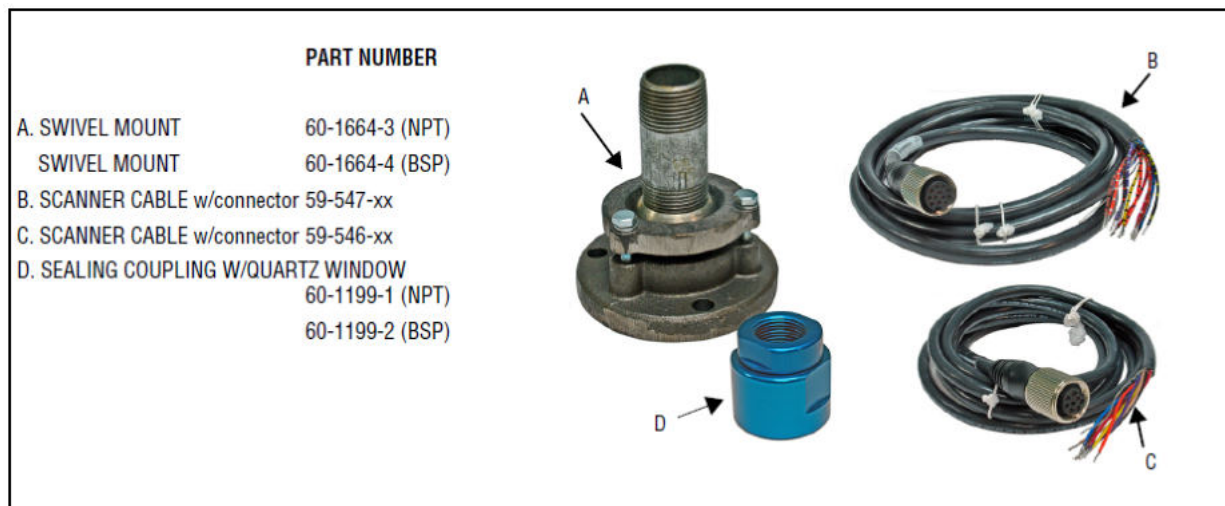 PART NUMBER
A. SWIVEL MOUNT 60-1664-3 (NPT)
SWIVEL MOUNT 60-1664-4 (BSP)
B. SCANNER CABLE w/connector 59-547-xx
C. SCANNER CABLE w/connector 59-546-xx
D. SEALING COUPLING W/QUARTZ WINDOW
60-1199-1 (NPT)
60-1199-2 (BSP)
A
B
D
C